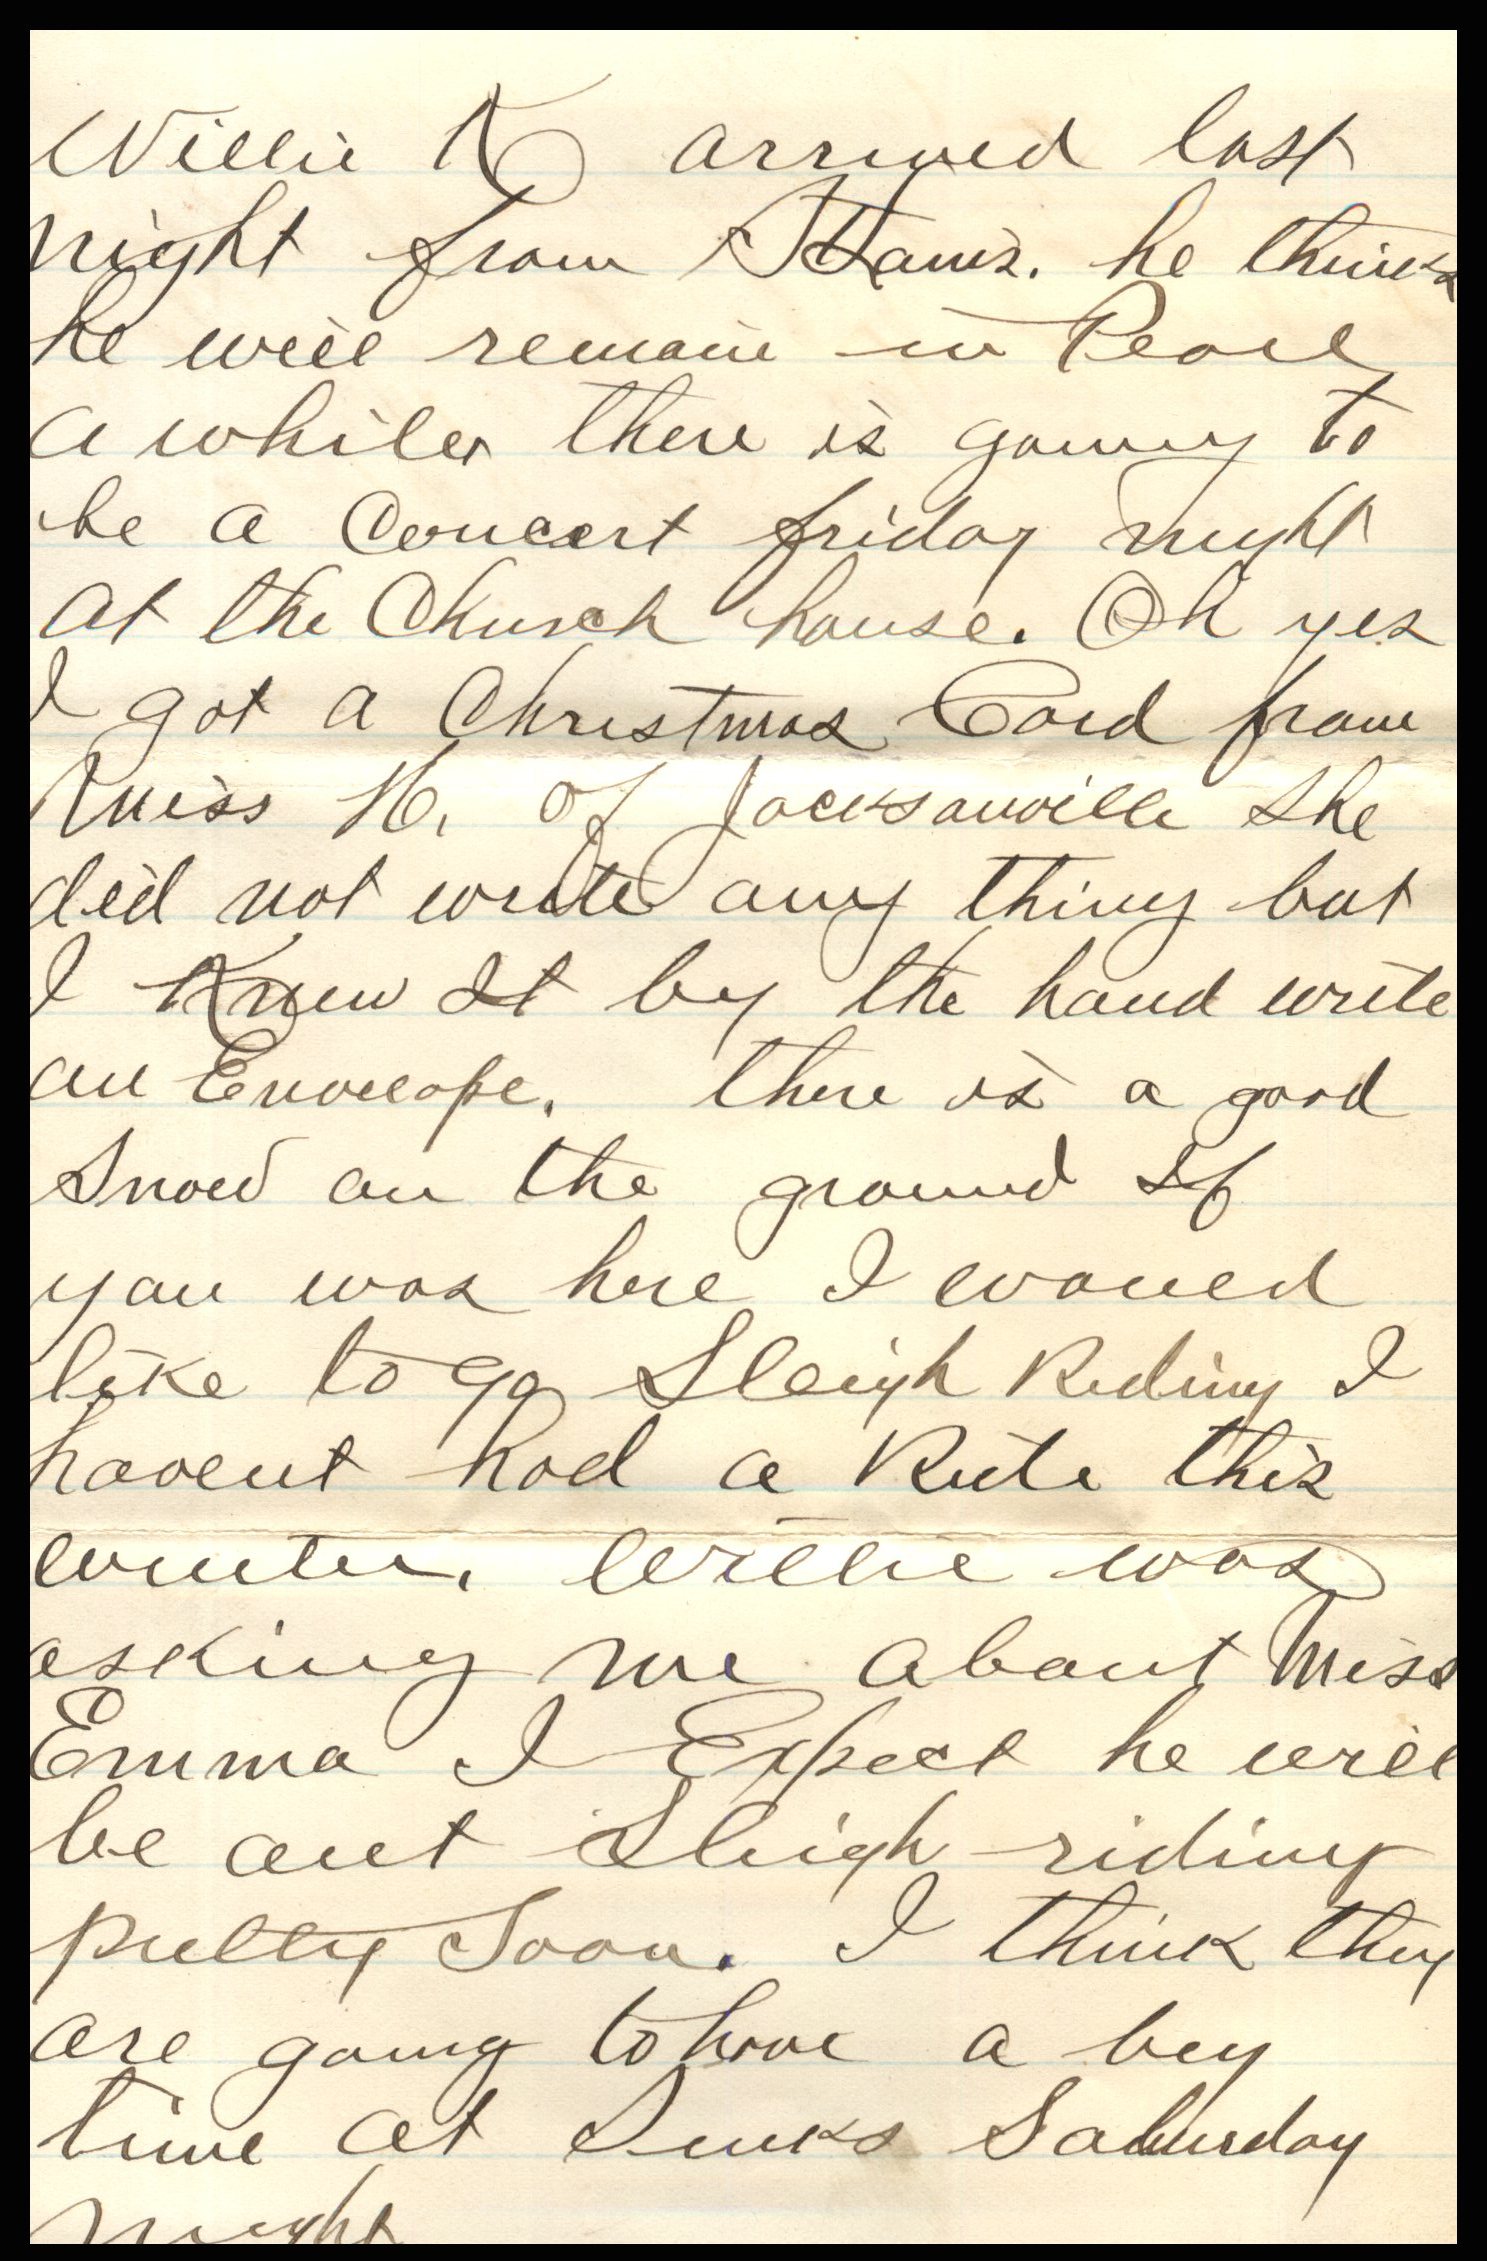 Willie K arrived last
night from St Louis. he thinks
he will remain in Pearl
a while. there is going to
be a Concert friday night
at the Church house. Oh yes
I got a Christmas Card from
Miss H. of Jacksonville she
did not write any thing but
I Knew It by the hand write
on Envelope. there is a good
Snow on the ground If
you was here I would
like to go Sleigh Riding I
havent had a Ride this
winter. Willie was
asking me about Miss
Emma I Expect he will
be out Sleigh riding
pretty Soon. I think they
are going to have a big
time at Saturday
night